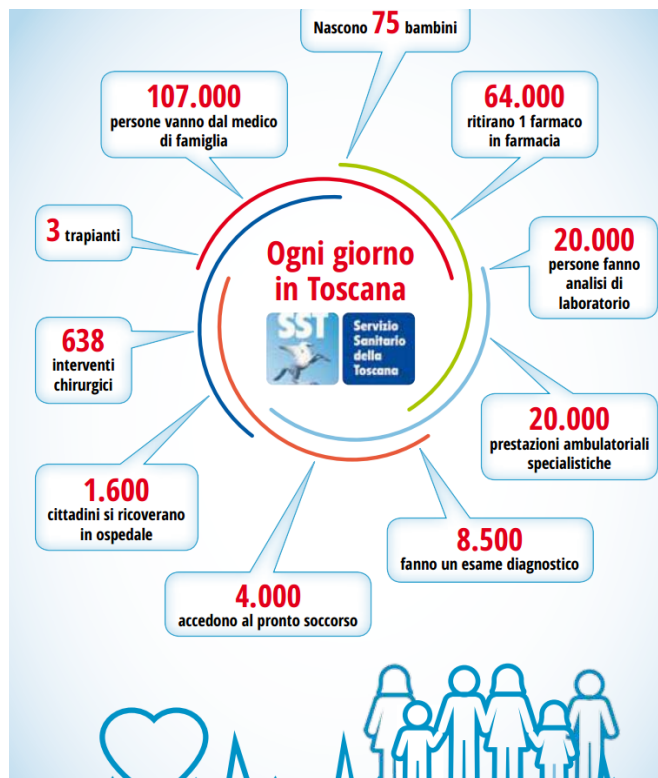 Nascono 75 bambini
107.000
persone vanno dal medico
di famiglia
64.000
ritirano 1 farmaco
in farmacia
3 trapianti
Ogni giorno
in Toscana
SST
Servizio
Sanitario
della
Toscana
20.000
persone fanno
analisi di
laboratorio
638
interventi
chirurgici
20.000
prestazioni ambulatoriali
specialistiche
1.600
cittadini si ricoverano
in ospedale
8.500
fanno un esame diagnostico
4.000
accedono al pronto soccorso